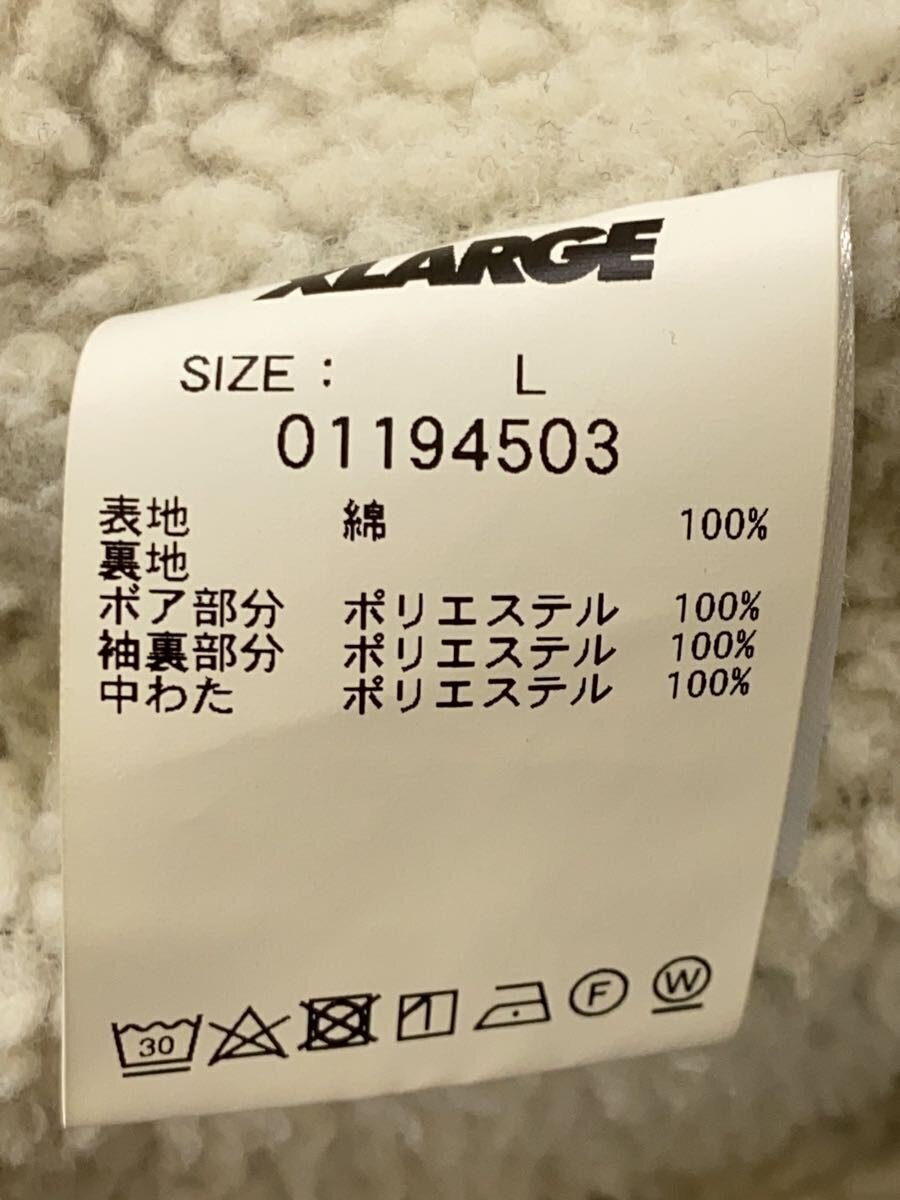 XLARGE
SIZE : L
01194503
表地 綿 100%
裏地
ボア部分 ポリエステル 100%
袖裏部分 ポリエステル 100%
中わた ポリエステル 100%
30 F W